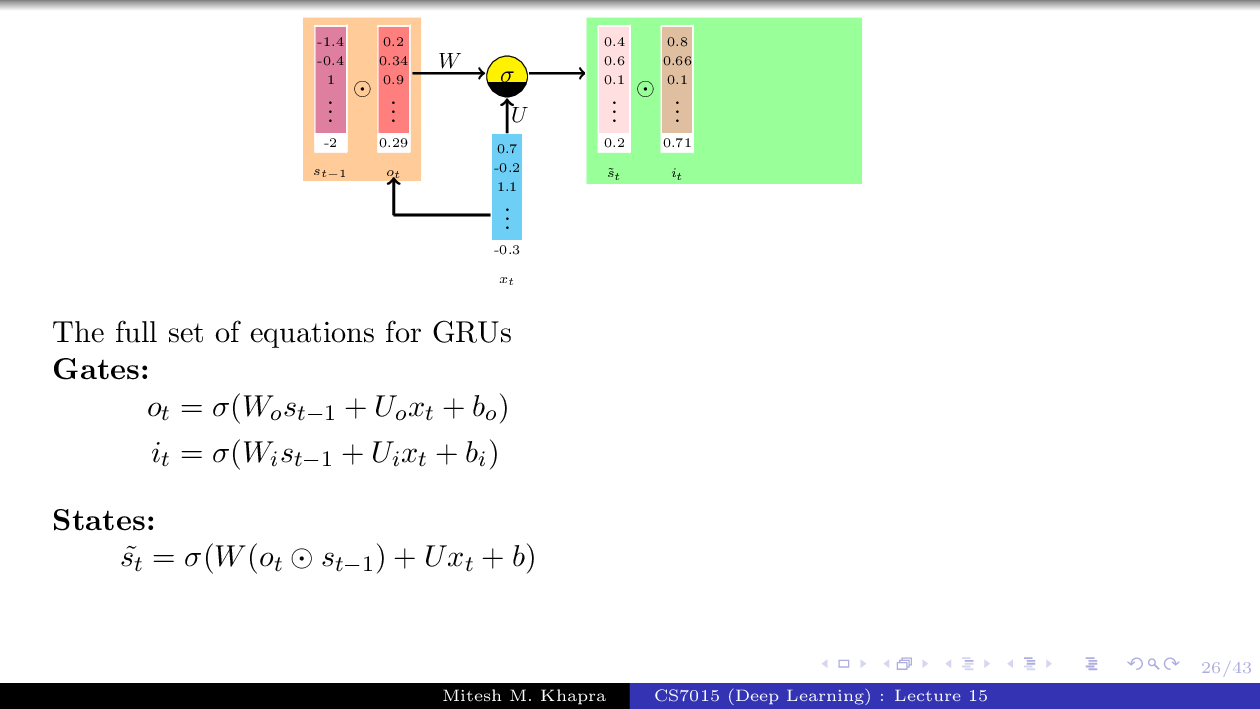 -1.4 0.2 0.4 0.8
-0.4 0.34 W 0.6 0.66
1 ⊙ 0.9 σ 0.1 ⊙ 0.1
⋮ ⋮ U ⋮ ⋮
-2 0.29 0.2 0.71
s_{t−1} o_t s̃_t i_t
0.7
-0.2
1.1
⋮
-0.3
x_t
The full set of equations for GRUs
Gates:
o_t = σ(W_o s_{t−1} + U_o x_t + b_o)
i_t = σ(W_i s_{t−1} + U_i x_t + b_i)
States:
s̃_t = σ(W(o_t ⊙ s_{t−1}) + Ux_t + b)
26/43
Mitesh M. Khapra CS7015 (Deep Learning) : Lecture 15